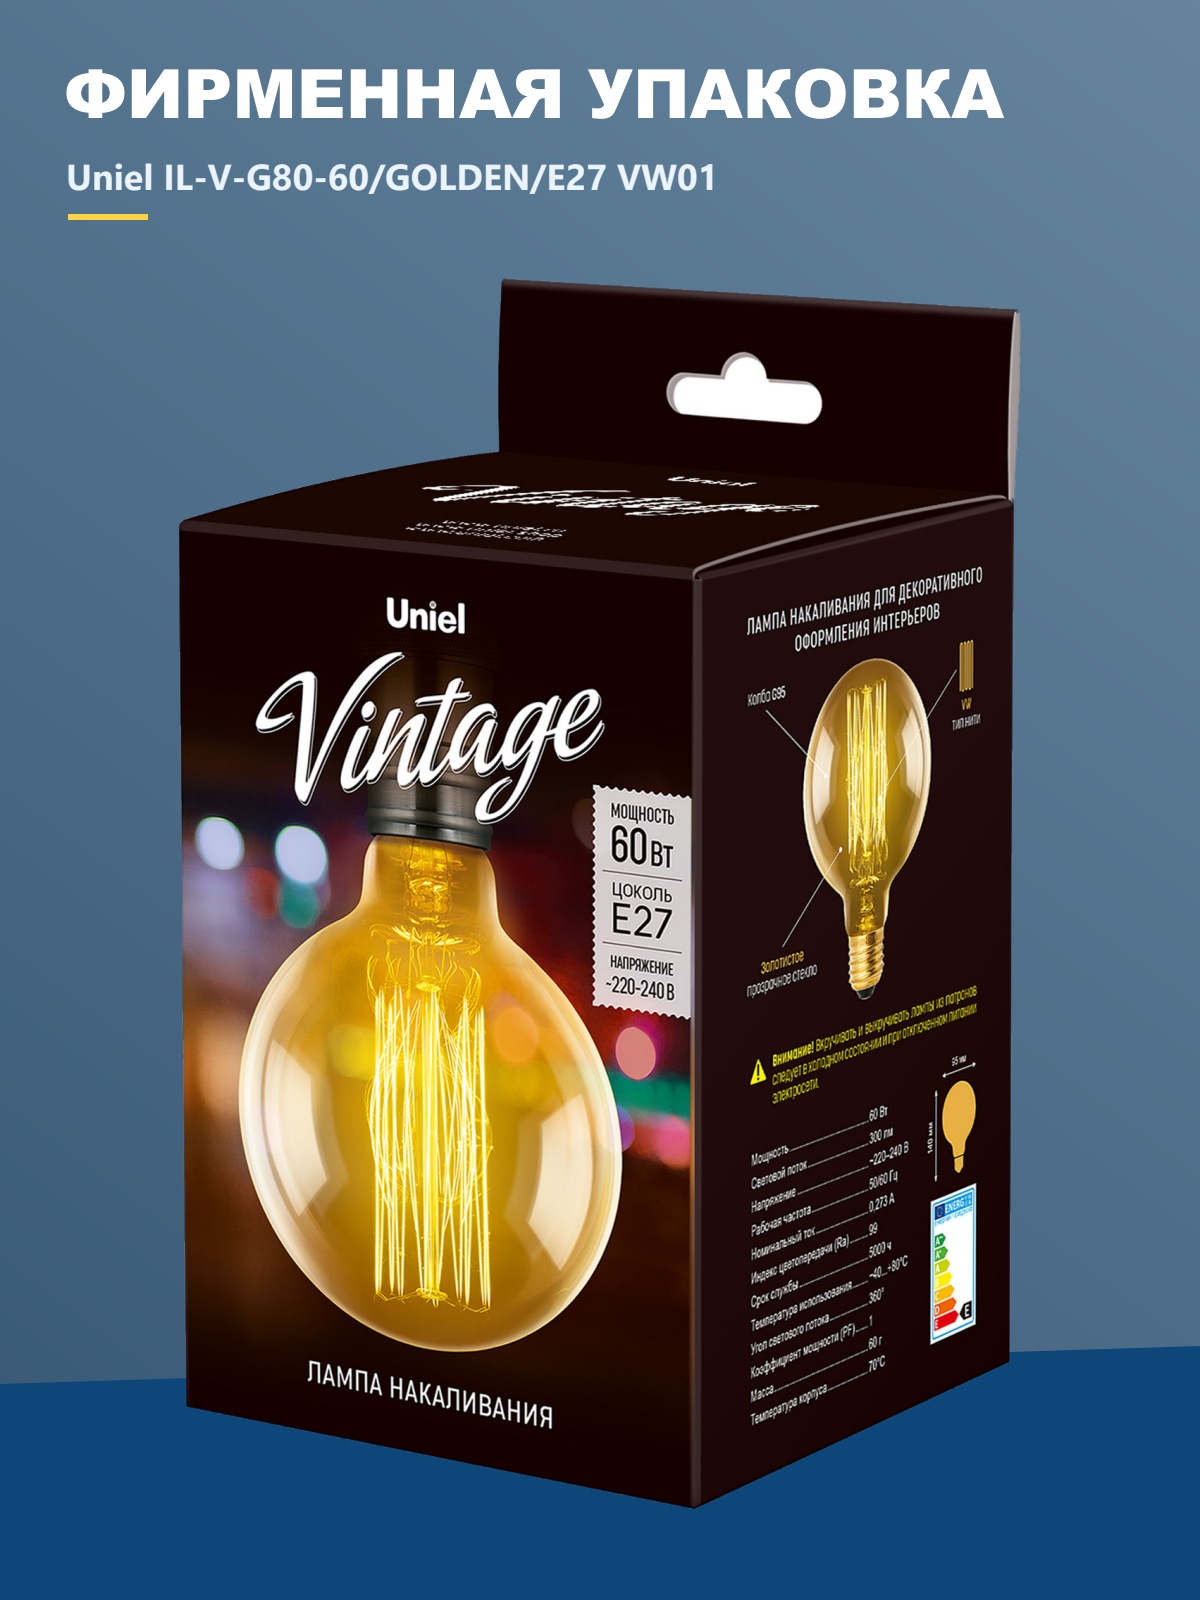 ФИРМЕННАЯ УПАКОВКА
Uniel IL-V-G80-60/GOLDEN/E27 VW01
Uniel
Vintage
Uniel
Vintage
МОЩНОСТЬ
60 Вт
ЦОКОЛЬ
E27
НАПРЯЖЕНИЕ
~220-240 В
ЛАМПА НАКАЛИВАНИЯ
ЛАМПА НАКАЛИВАНИЯ ДЛЯ ДЕКОРАТИВНОГО
ОФОРМЛЕНИЯ ИНТЕРЬЕРОВ
Колба G95
VW
ТИП НИТИ
Золотистое
прозрачное стекло
Внимание! Вкручивать и выкручивать лампы из патронов
следует в холодном состоянии и при отключенном питании
электросети.
95 мм
140 мм
Мощность 60 Вт
Световой поток 300 лм
Напряжение ~220-240 В
Рабочая частота 50/60 Гц
Номинальный ток 0,273 А
Индекс цветопередачи (Ra) 99
Срок службы 5000 ч
Температура использования -40...+80°C
Угол светового потока 360°
Коэффициент мощности (PF) 1
Масса 60 г
Температура корпуса 70°C
ENERG
A
E